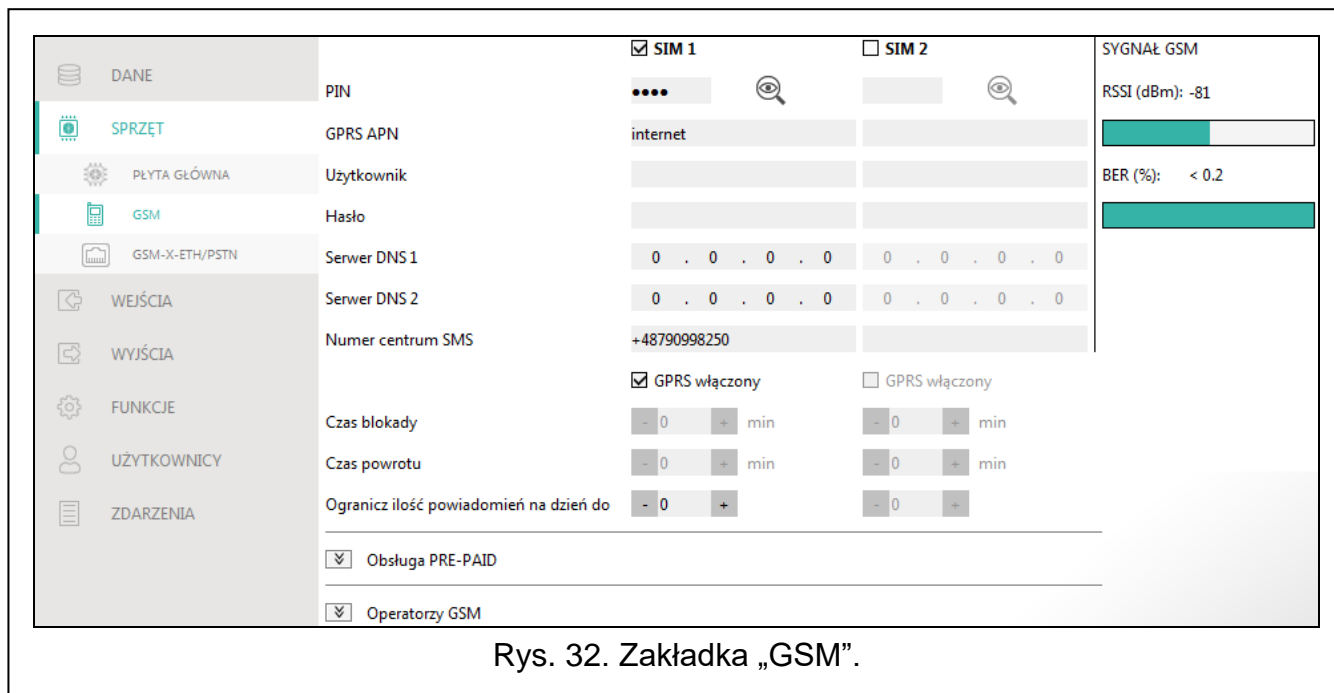 SIM 1 SIM 2 SYGNAŁ GSM
DANE
PIN •••• RSSI (dBm): -81
SPRZĘT
GPRS APN internet
PŁYTA GŁÓWNA
Użytkownik BER (%): < 0.2
GSM
Hasło
GSM-X-ETH/PSTN
Serwer DNS 1 0 . 0 . 0 . 0 0 . 0 . 0 . 0
WEJŚCIA
Serwer DNS 2 0 . 0 . 0 . 0 0 . 0 . 0 . 0
Numer centrum SMS +48790998250
WYJŚCIA
GPRS włączony GPRS włączony
FUNKCJE
Czas blokady - 0 + min - 0 + min
UŻYTKOWNICY
Czas powrotu - 0 + min - 0 + min
Ogranicz ilość powiadomień na dzień do - 0 + - 0 +
ZDARZENIA
Obsługa PRE-PAID
Operatorzy GSM
Rys. 32. Zakładka „GSM”.